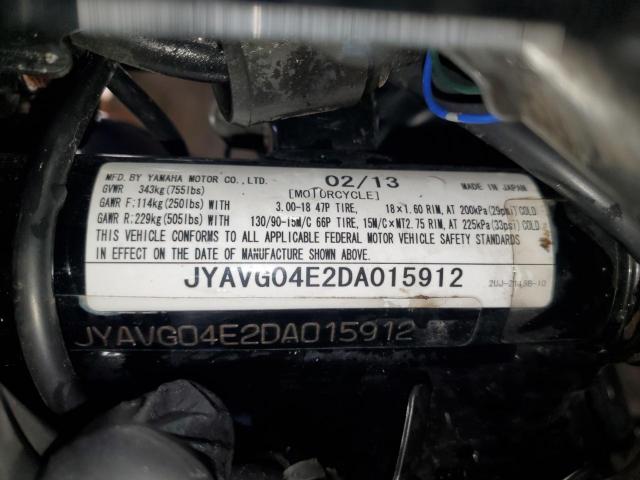 MFD. BY YAMAHA MOTOR CO., LTD. 02/13 MADE IN JAPAN
GVWR 343kg(755lbs) [MOTORCYCLE]
GAWR F: 114kg(250lbs) WITH 3.00-18 47P TIRE, 18×1.60 RIM, AT 200kPa(29psi) COLD
GAWR R: 229kg(505lbs) WITH 130/90-15M/C 66P TIRE, 15M/C×MT2.75 RIM, AT 225kPa(33psi) COLD
THIS VEHICLE CONFORMS TO ALL APPLICABLE FEDERAL MOTOR VEHICLE SAFETY STANDARDS
IN EFFECT ON THE DATE OF MANUFACTURE SHOWN ABOVE.
JYAVG04E2DA015912
JYAVG04E2DA015912